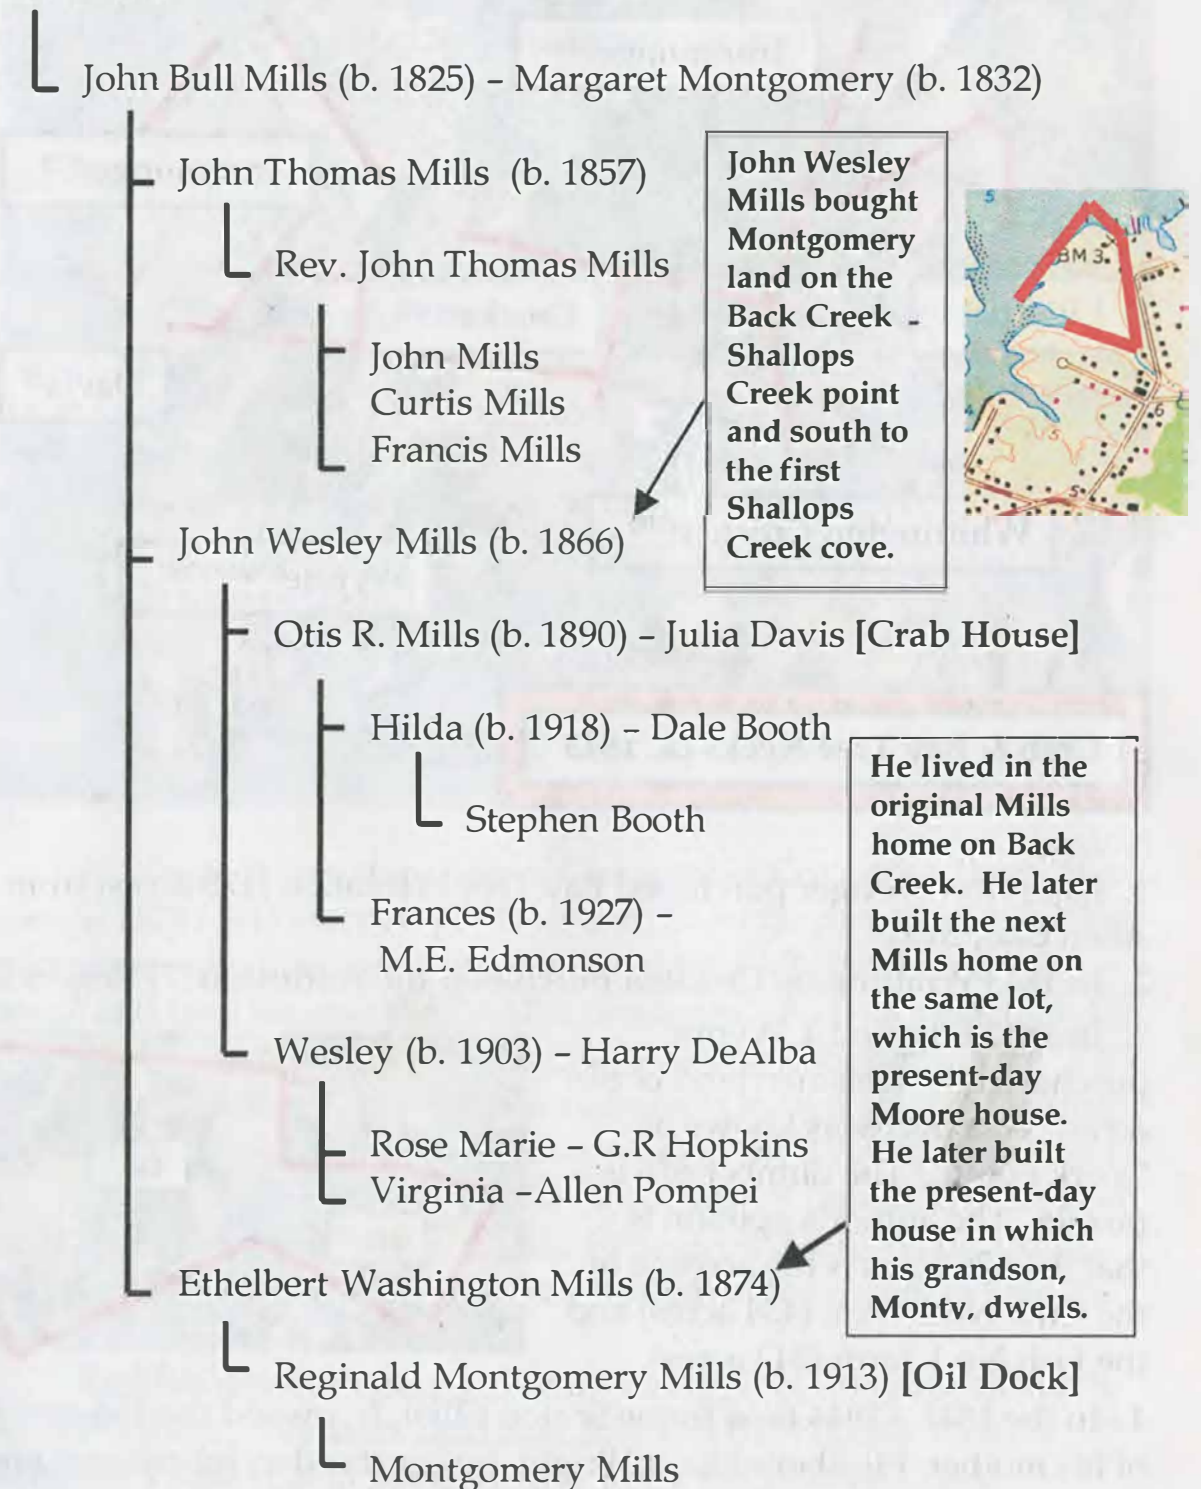 John Bull Mills (b. 1825) – Margaret Montgomery (b. 1832)
John Thomas Mills (b. 1857)
Rev. John Thomas Mills
John Mills
Curtis Mills
Francis Mills
John Wesley
Mills bought
Montgomery
land on the
Back Creek -
Shallops
Creek point
and south to
the first
Shallops
Creek cove.
5
BM 3.
6
5
5
John Wesley Mills (b. 1866)
Otis R. Mills (b. 1890) – Julia Davis [Crab House]
Hilda (b. 1918) – Dale Booth
Stephen Booth
Frances (b. 1927) –
M.E. Edmonson
Wesley (b. 1903) – Harry DeAlba
Rose Marie – G.R Hopkins
Virginia –Allen Pompei
He lived in the
original Mills
home on Back
Creek. He later
built the next
Mills home on
the same lot,
which is the
present-day
Moore house.
He later built
the present-day
house in which
his grandson,
Monty, dwells.
Ethelbert Washington Mills (b. 1874)
Reginald Montgomery Mills (b. 1913) [Oil Dock]
Montgomery Mills